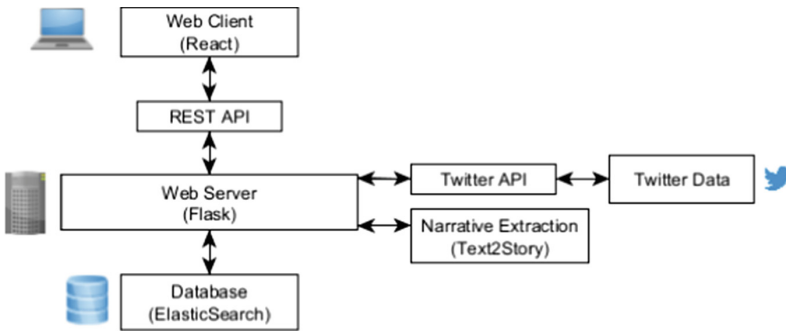 Web Client
(React)
REST API
Web Server
(Flask)
Twitter API
Twitter Data
Narrative Extraction
(Text2Story)
Database
(ElasticSearch)